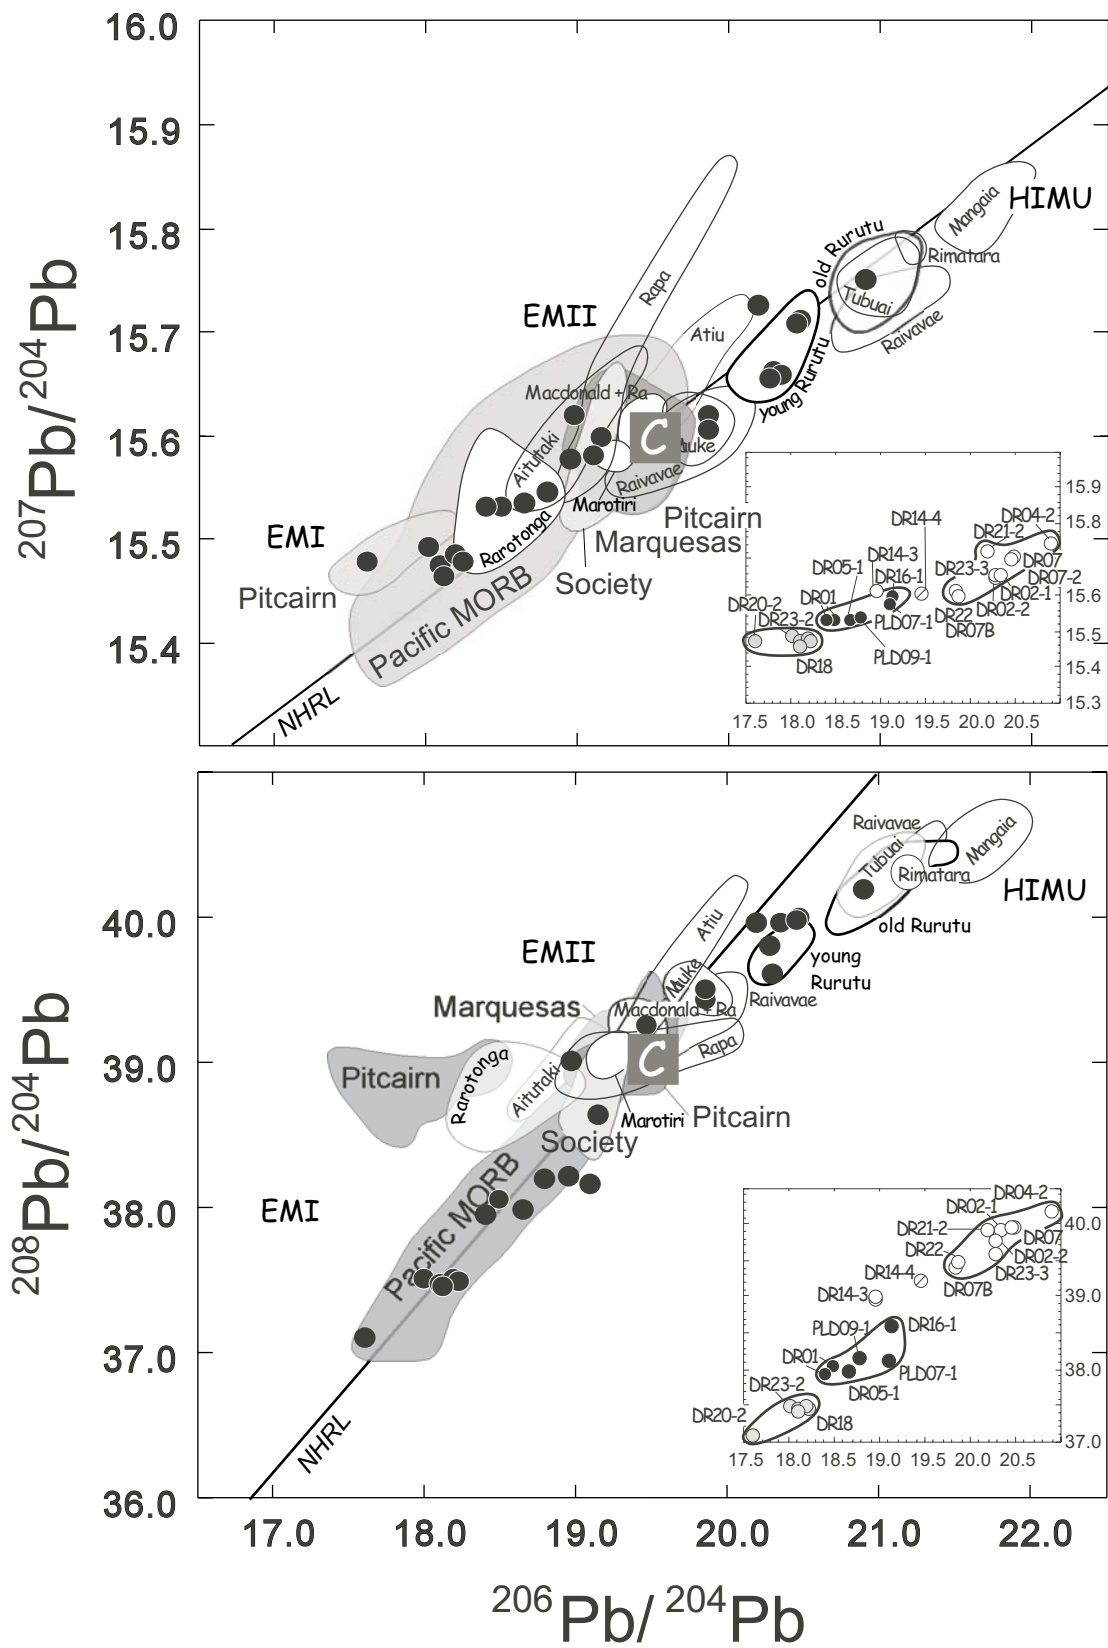 16.0
15.9
15.8
15.7
15.6
15.5
15.4
207Pb/204Pb
HIMU
Mangaia
Rimatara
old Rurutu
Tubuai
Raivavae
young Rurutu
Rapa
Atiu
EMII
Macdonald + Ra
C
Aitutaki
Raivavae
Marotiri
Rarotonga
Pitcairn
Marquesas
Society
EMI
Pitcairn
Pacific MORB
NHRL
DR04-2
DR14-4
DR21-2
DR14-3
DR05-1
DR16-1
DR23-3
DR07
DR07-2
DR20-2
DR01
DR02-1
DR23-2
PLD07-1
DR22
DR02-2
DR07B
DR18
PLD09-1
15.9
15.8
15.7
15.6
15.5
15.4
15.3
17.5
18.0
18.5
19.0
19.5
20.0
20.5
40.0
39.0
38.0
37.0
36.0
208Pb/204Pb
Raivavae
Tubuai
Mangaia
Rimatara
HIMU
old Rurutu
young
Rurutu
Atiu
EMII
Mauke
Raivavae
Marquesas
Macdonald + Ra
Rapa
C
Pitcairn
Rarotonga
Aitutaki
Marotiri
Pitcairn
Society
Pacific MORB
EMI
NHRL
DR04-2
DR02-1
DR21-2
DR07
DR22
DR02-2
DR14-4
DR23-3
DR14-3
DR07B
PLD09-1
DR16-1
DR01
PLD07-1
DR23-2
DR05-1
DR20-2
DR18
40.0
39.0
38.0
37.0
17.5
18.0
18.5
19.0
19.5
20.0
20.5
17.0
18.0
19.0
20.0
21.0
22.0
206Pb/ 204Pb